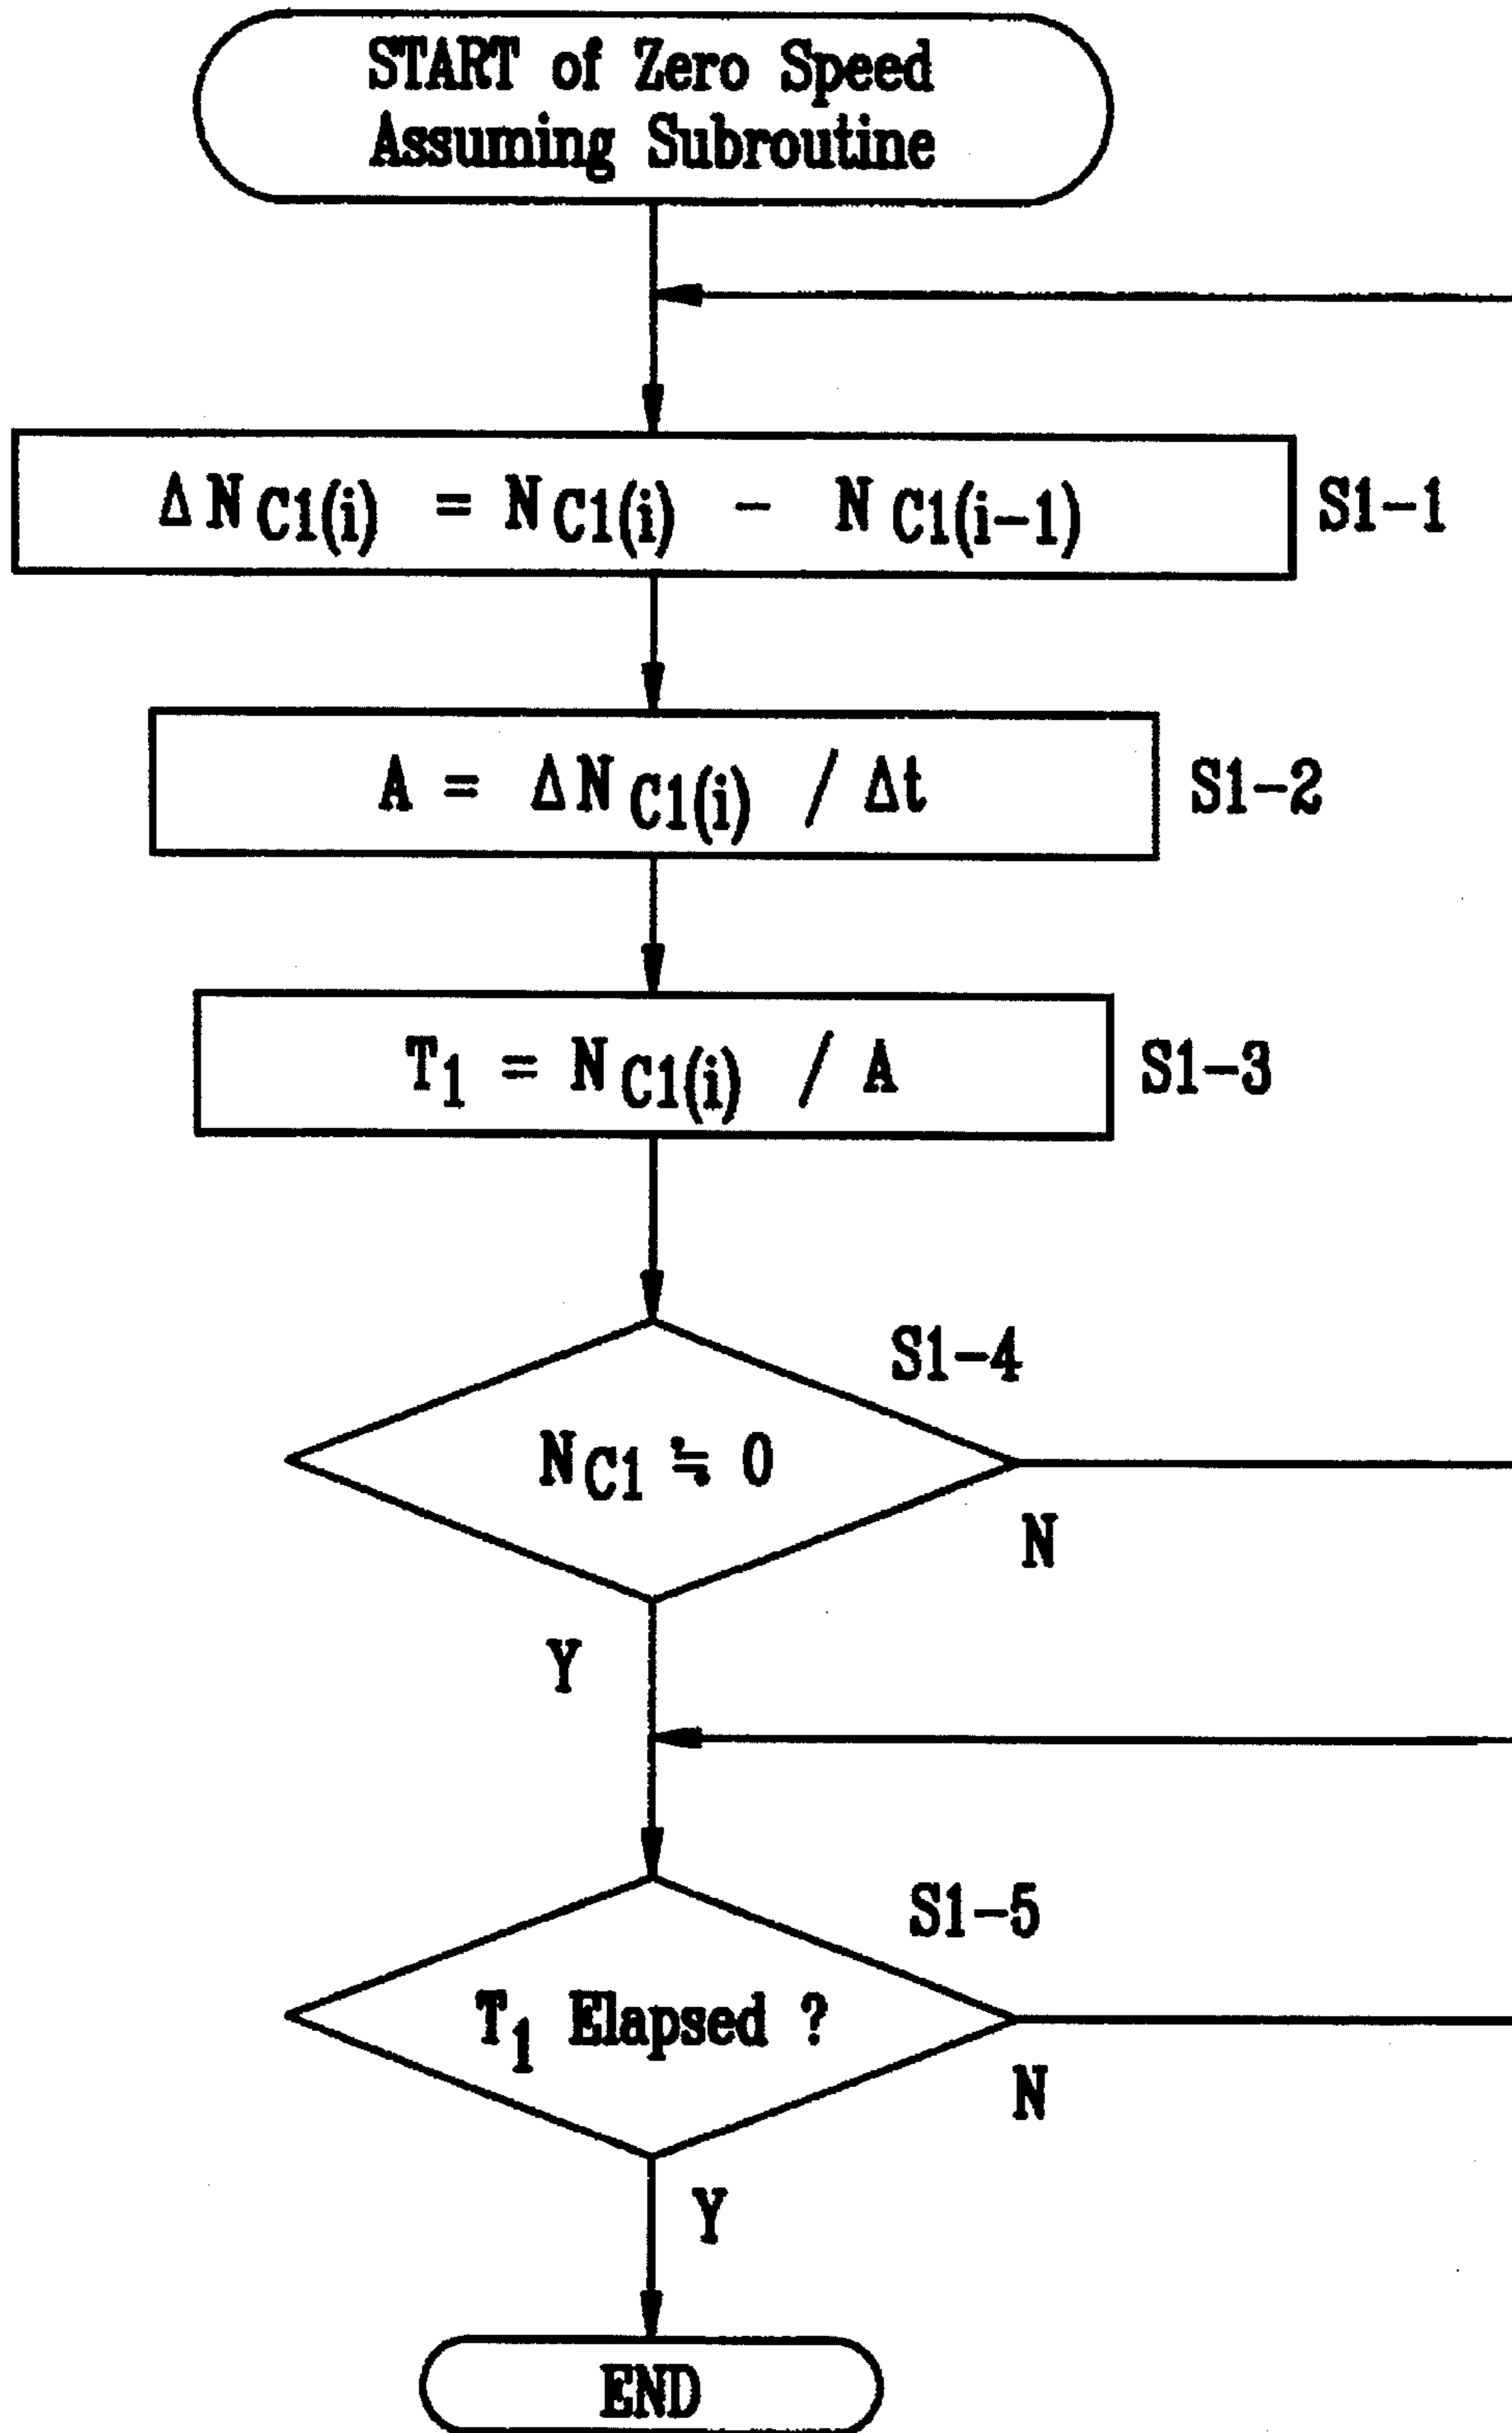 START of Zero Speed
Assuming Subroutine
ΔN C1(i) = N C1(i) - N C1(i-1)
S1-1
A = ΔN C1(i) / Δt
S1-2
T1 = N C1(i) / A
S1-3
S1-4
N C1 ≒ 0
N
Y
S1-5
T1 Elapsed ?
N
Y
END